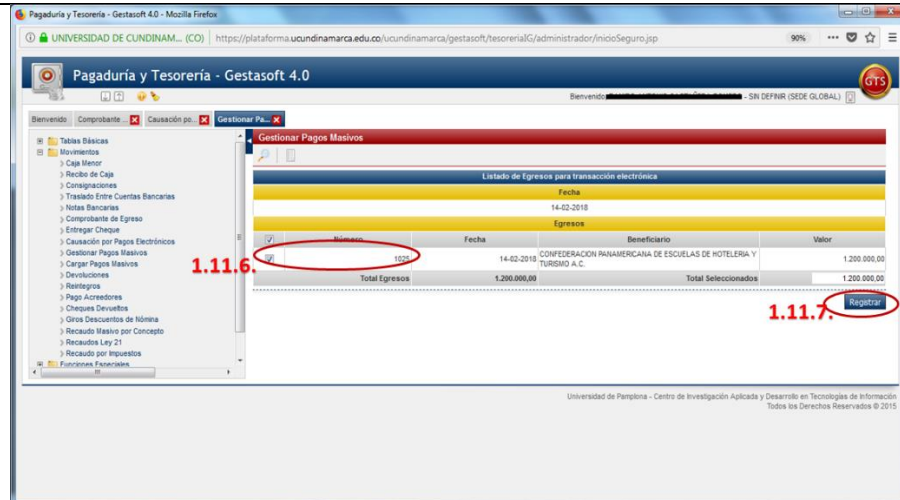 Pagaduría y Tesorería - Gestasoft 4.0 - Mozilla Firefox
UNIVERSIDAD DE CUNDINAM... (CO) https://plataforma.ucundinamarca.edu.co/ucundinamarca/gestasoft/tesoreriaIG/administrador/inicioSeguro.jsp 90%
Pagaduría y Tesorería - Gestasoft 4.0
GTS
Bienvenido - SIN DEFINIR (SEDE GLOBAL)
Bienvenido Comprobante ... Causación po... Gestionar Pa...
Tablas Básicas
Movimientos
Caja Menor
Recibo de Caja
Consignaciones
Traslado Entre Cuentas Bancarias
Notas Bancarias
Comprobante de Egreso
Entregar Cheque
Causación por Pagos Electrónicos
Gestionar Pagos Masivos
Cargar Pagos Masivos
Devoluciones
Reintegros
Pago Acreedores
Cheques Devueltos
Giros Descuentos de Nómina
Recaudo Masivo por Concepto
Recaudos Ley 21
Recaudo por Impuestos
Funciones Especiales
Gestionar Pagos Masivos
Listado de Egresos para transacción electrónica
Fecha
14-02-2018
Egresos
Número Fecha Beneficiario Valor
1025 14-02-2018 CONFEDERACION PANAMERICANA DE ESCUELAS DE HOTELERIA Y TURISMO A.C. 1.200.000,00
Total Egresos 1.200.000,00 Total Seleccionados 1.200.000,00
1.11.6.
1.11.7.
Registrar
Universidad de Pamplona - Centro de Investigación Aplicada y Desarrollo en Tecnologías de Información
Todos los Derechos Reservados © 2015